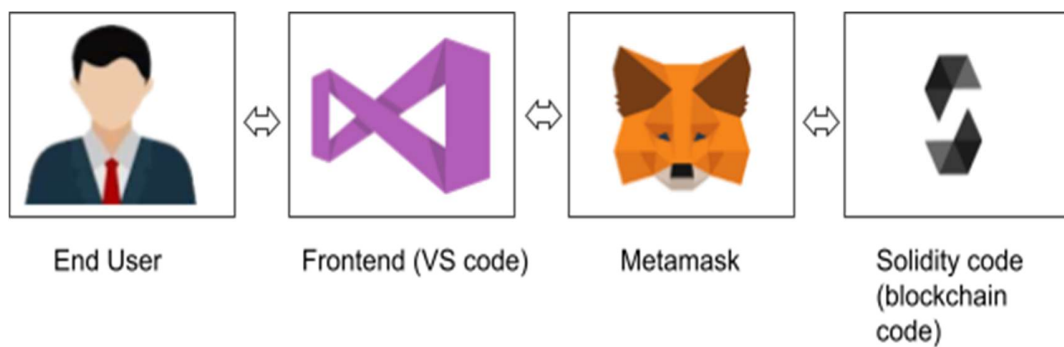 End User
Frontend (VS code)
Metamask
Solidity code
(blockchain
code)